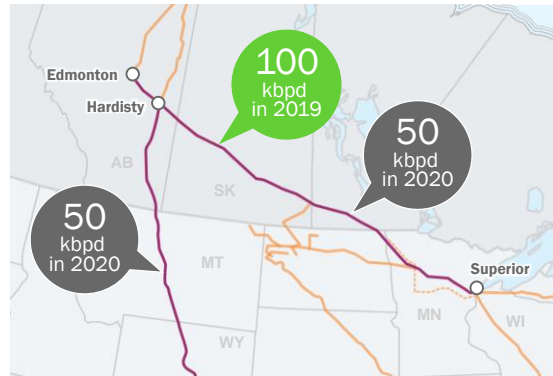 Edmonton
Hardisty
100
kbpd
in 2019
AB
SK
50
kbpd
in 2020
50
kbpd
in 2020
MT
Superior
MN
WI
WY